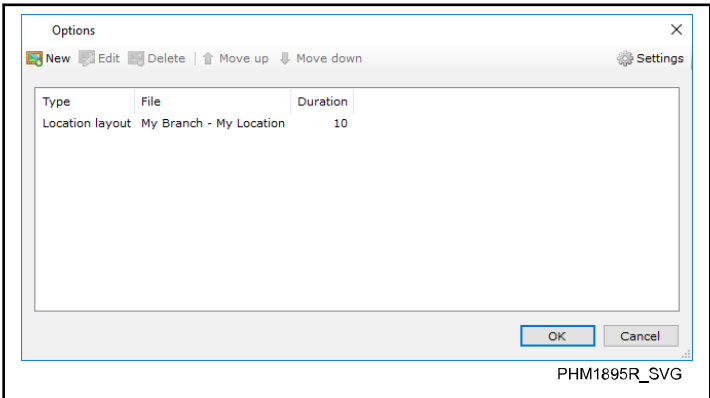 Options
New Edit Delete | Move up Move down Settings
Type File Duration
Location layout My Branch - My Location 10
OK Cancel
PHM1895R_SVG